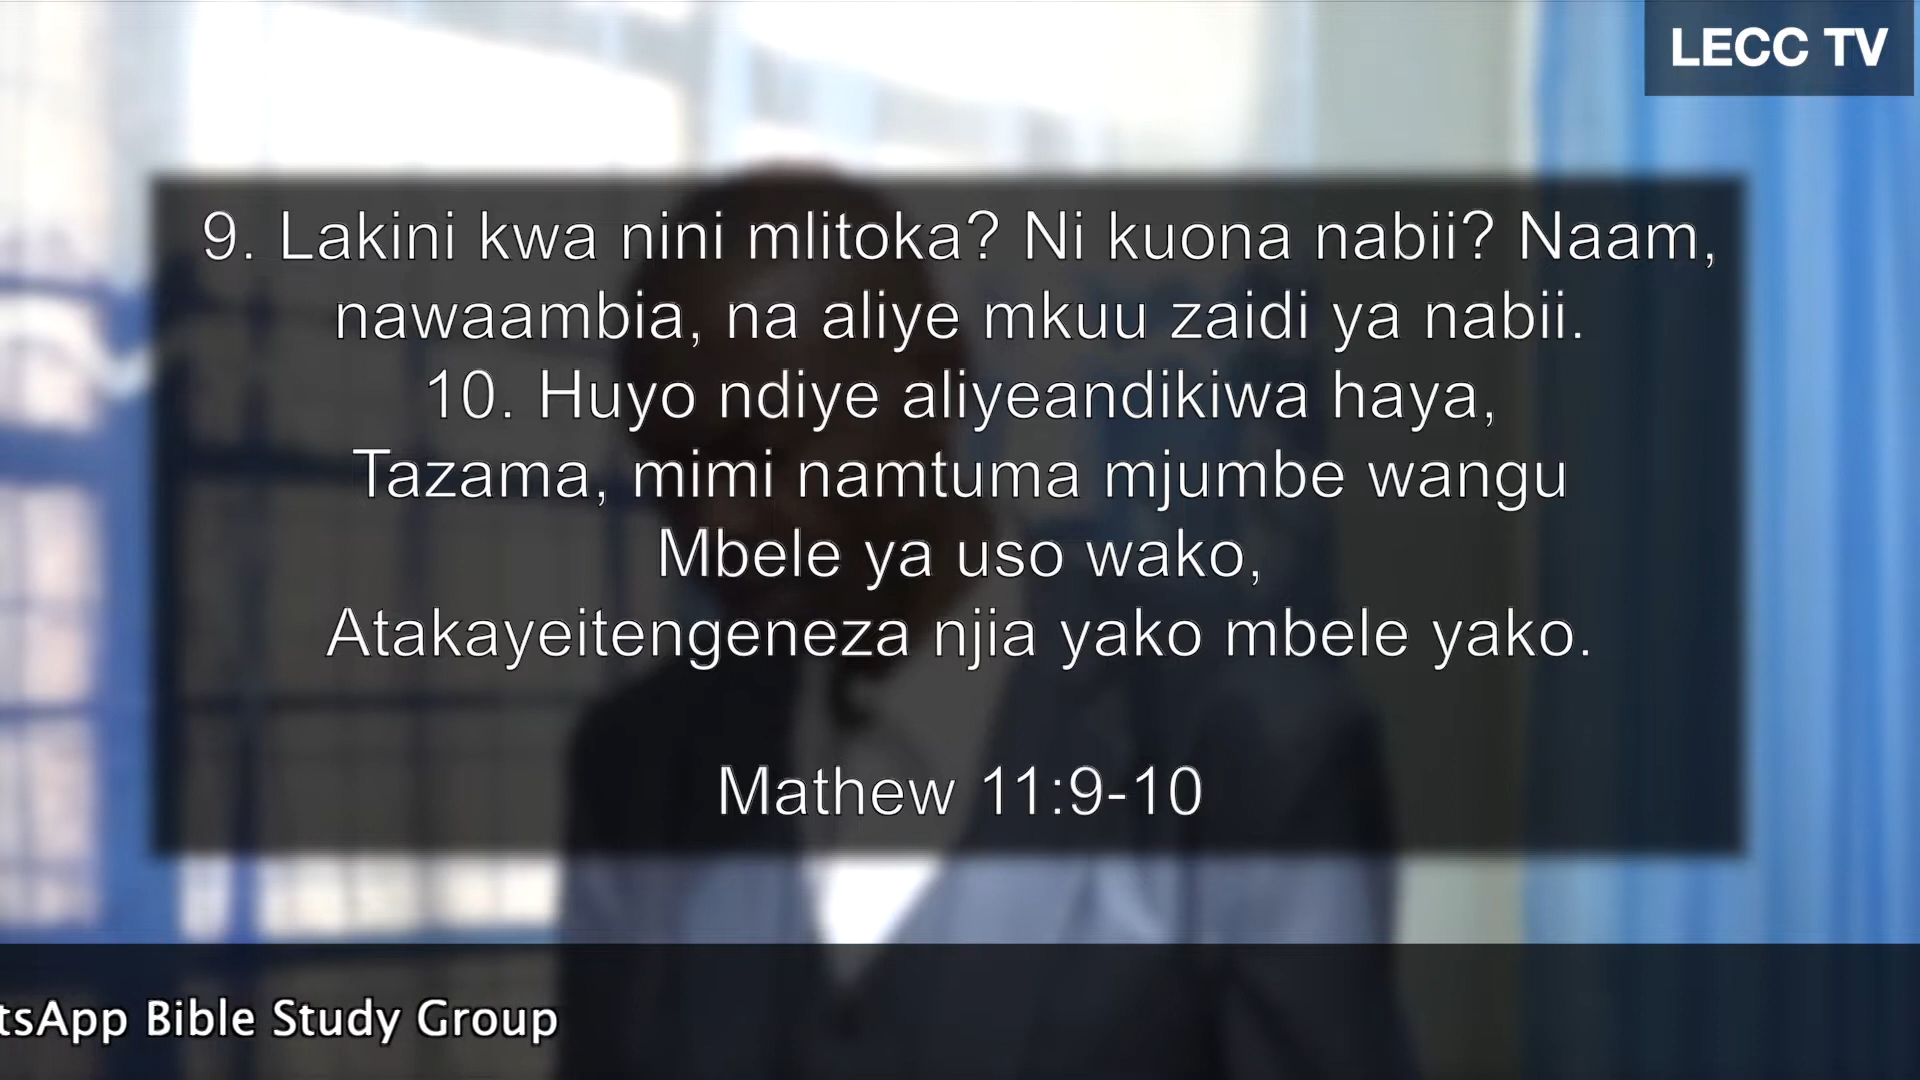 LECC TV
9. Lakini kwa nini mlitoka? Ni kuona nabii? Naam,
nawaambia, na aliye mkuu zaidi ya nabii.
10. Huyo ndiye aliyeandikiwa haya,
Tazama, mimi namtuma mjumbe wangu
Mbele ya uso wako,
Atakayeitengeneza njia yako mbele yako.
Mathew 11:9-10
tsApp Bible Study Group